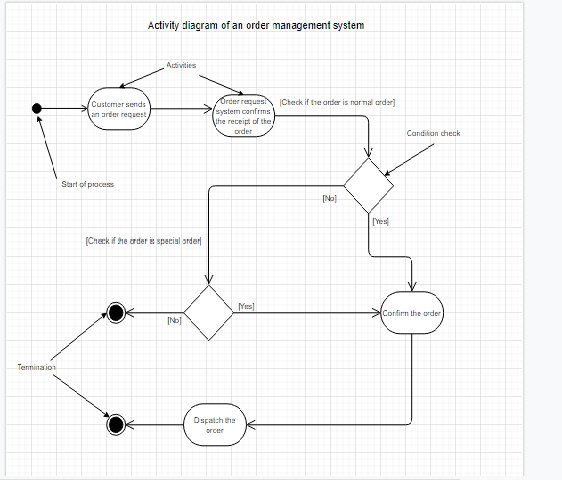 Activity diagram of an order management system
Activities
Customer sends
an order request
Order request
system confirms
the receipt of the
order
[Check if the order is normal order]
Condition check
Start of process
[No]
[Yes]
[Check if the order is special order]
[Yes]
[No]
Confirm the order
Termination
Dispatch the
order